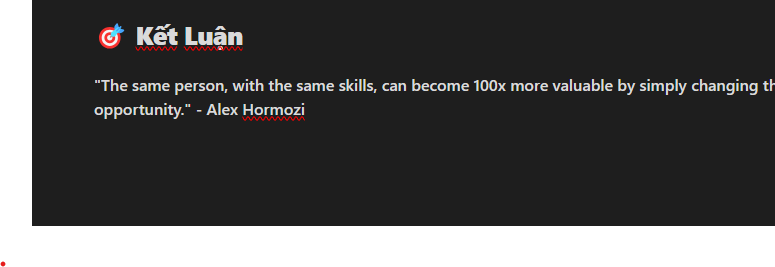 🎯 Kết Luận
"The same person, with the same skills, can become 100x more valuable by simply changing
opportunity." - Alex Hormozi